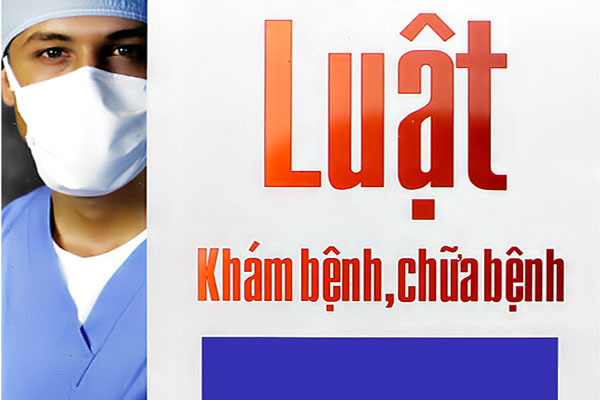 Luật
Khám bệnh, chữa bệnh